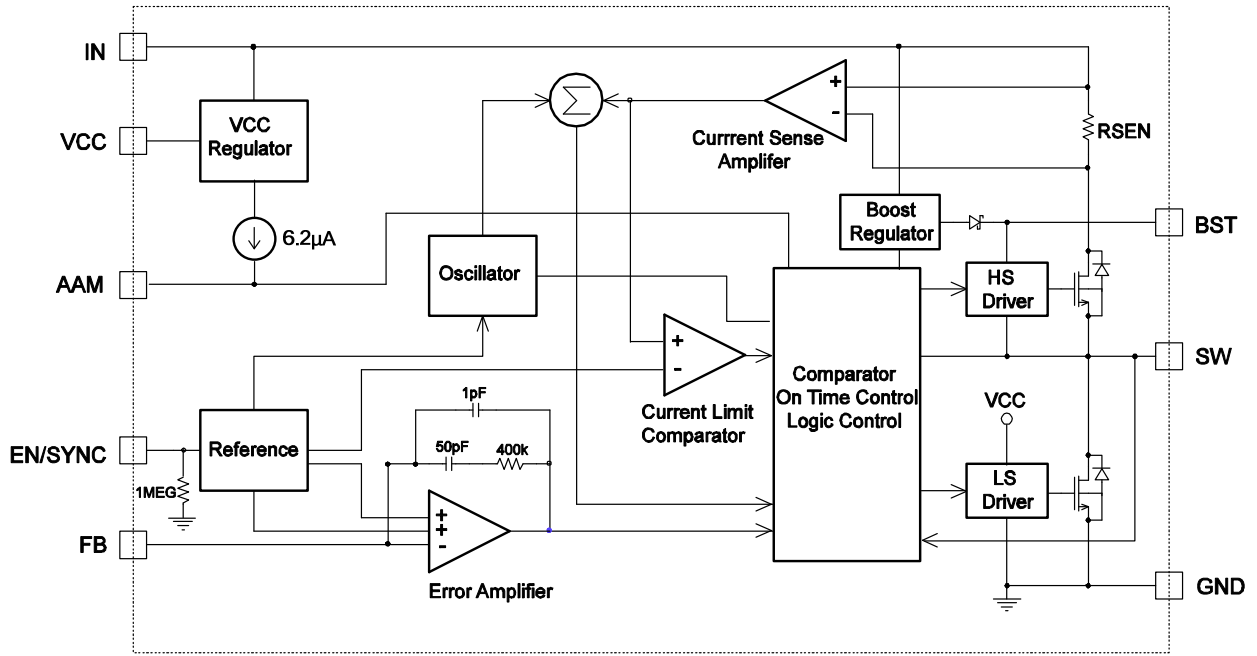 IN
VCC
Regulator
VCC
6.2µA
AAM
Σ
+
-
Currrent Sense
Amplifer
RSEN
Boost
Regulator
BST
Oscillator
HS
Driver
+
-
Current Limit
Comparator
Comparator
On Time Control
Logic Control
SW
VCC
1pF
50pF
400k
EN/SYNC
Reference
1MEG
LS
Driver
FB
+
+
-
Error Amplifier
GND